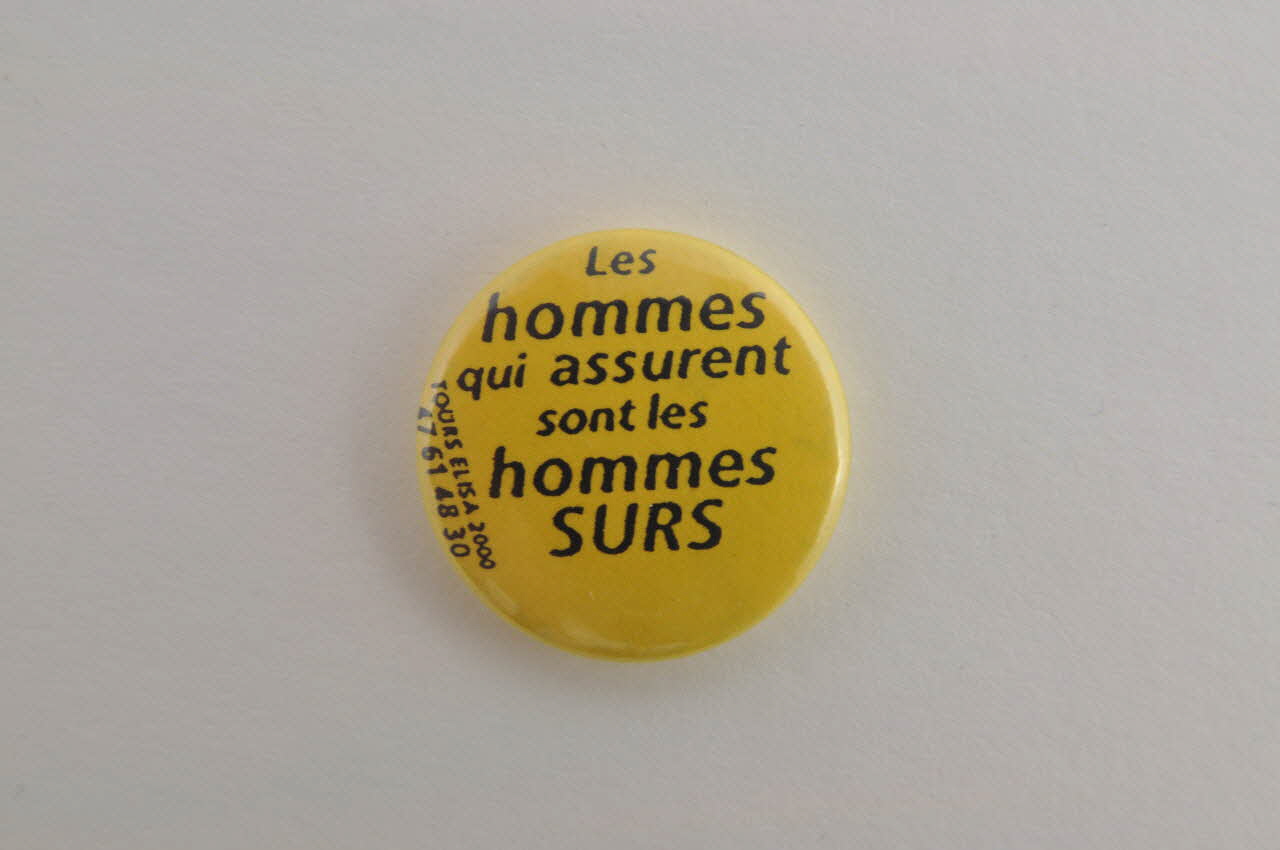 Les
hommes
qui assurent
sont les
hommes
SURS
TOURS ELISA 2000
47 61 48 30